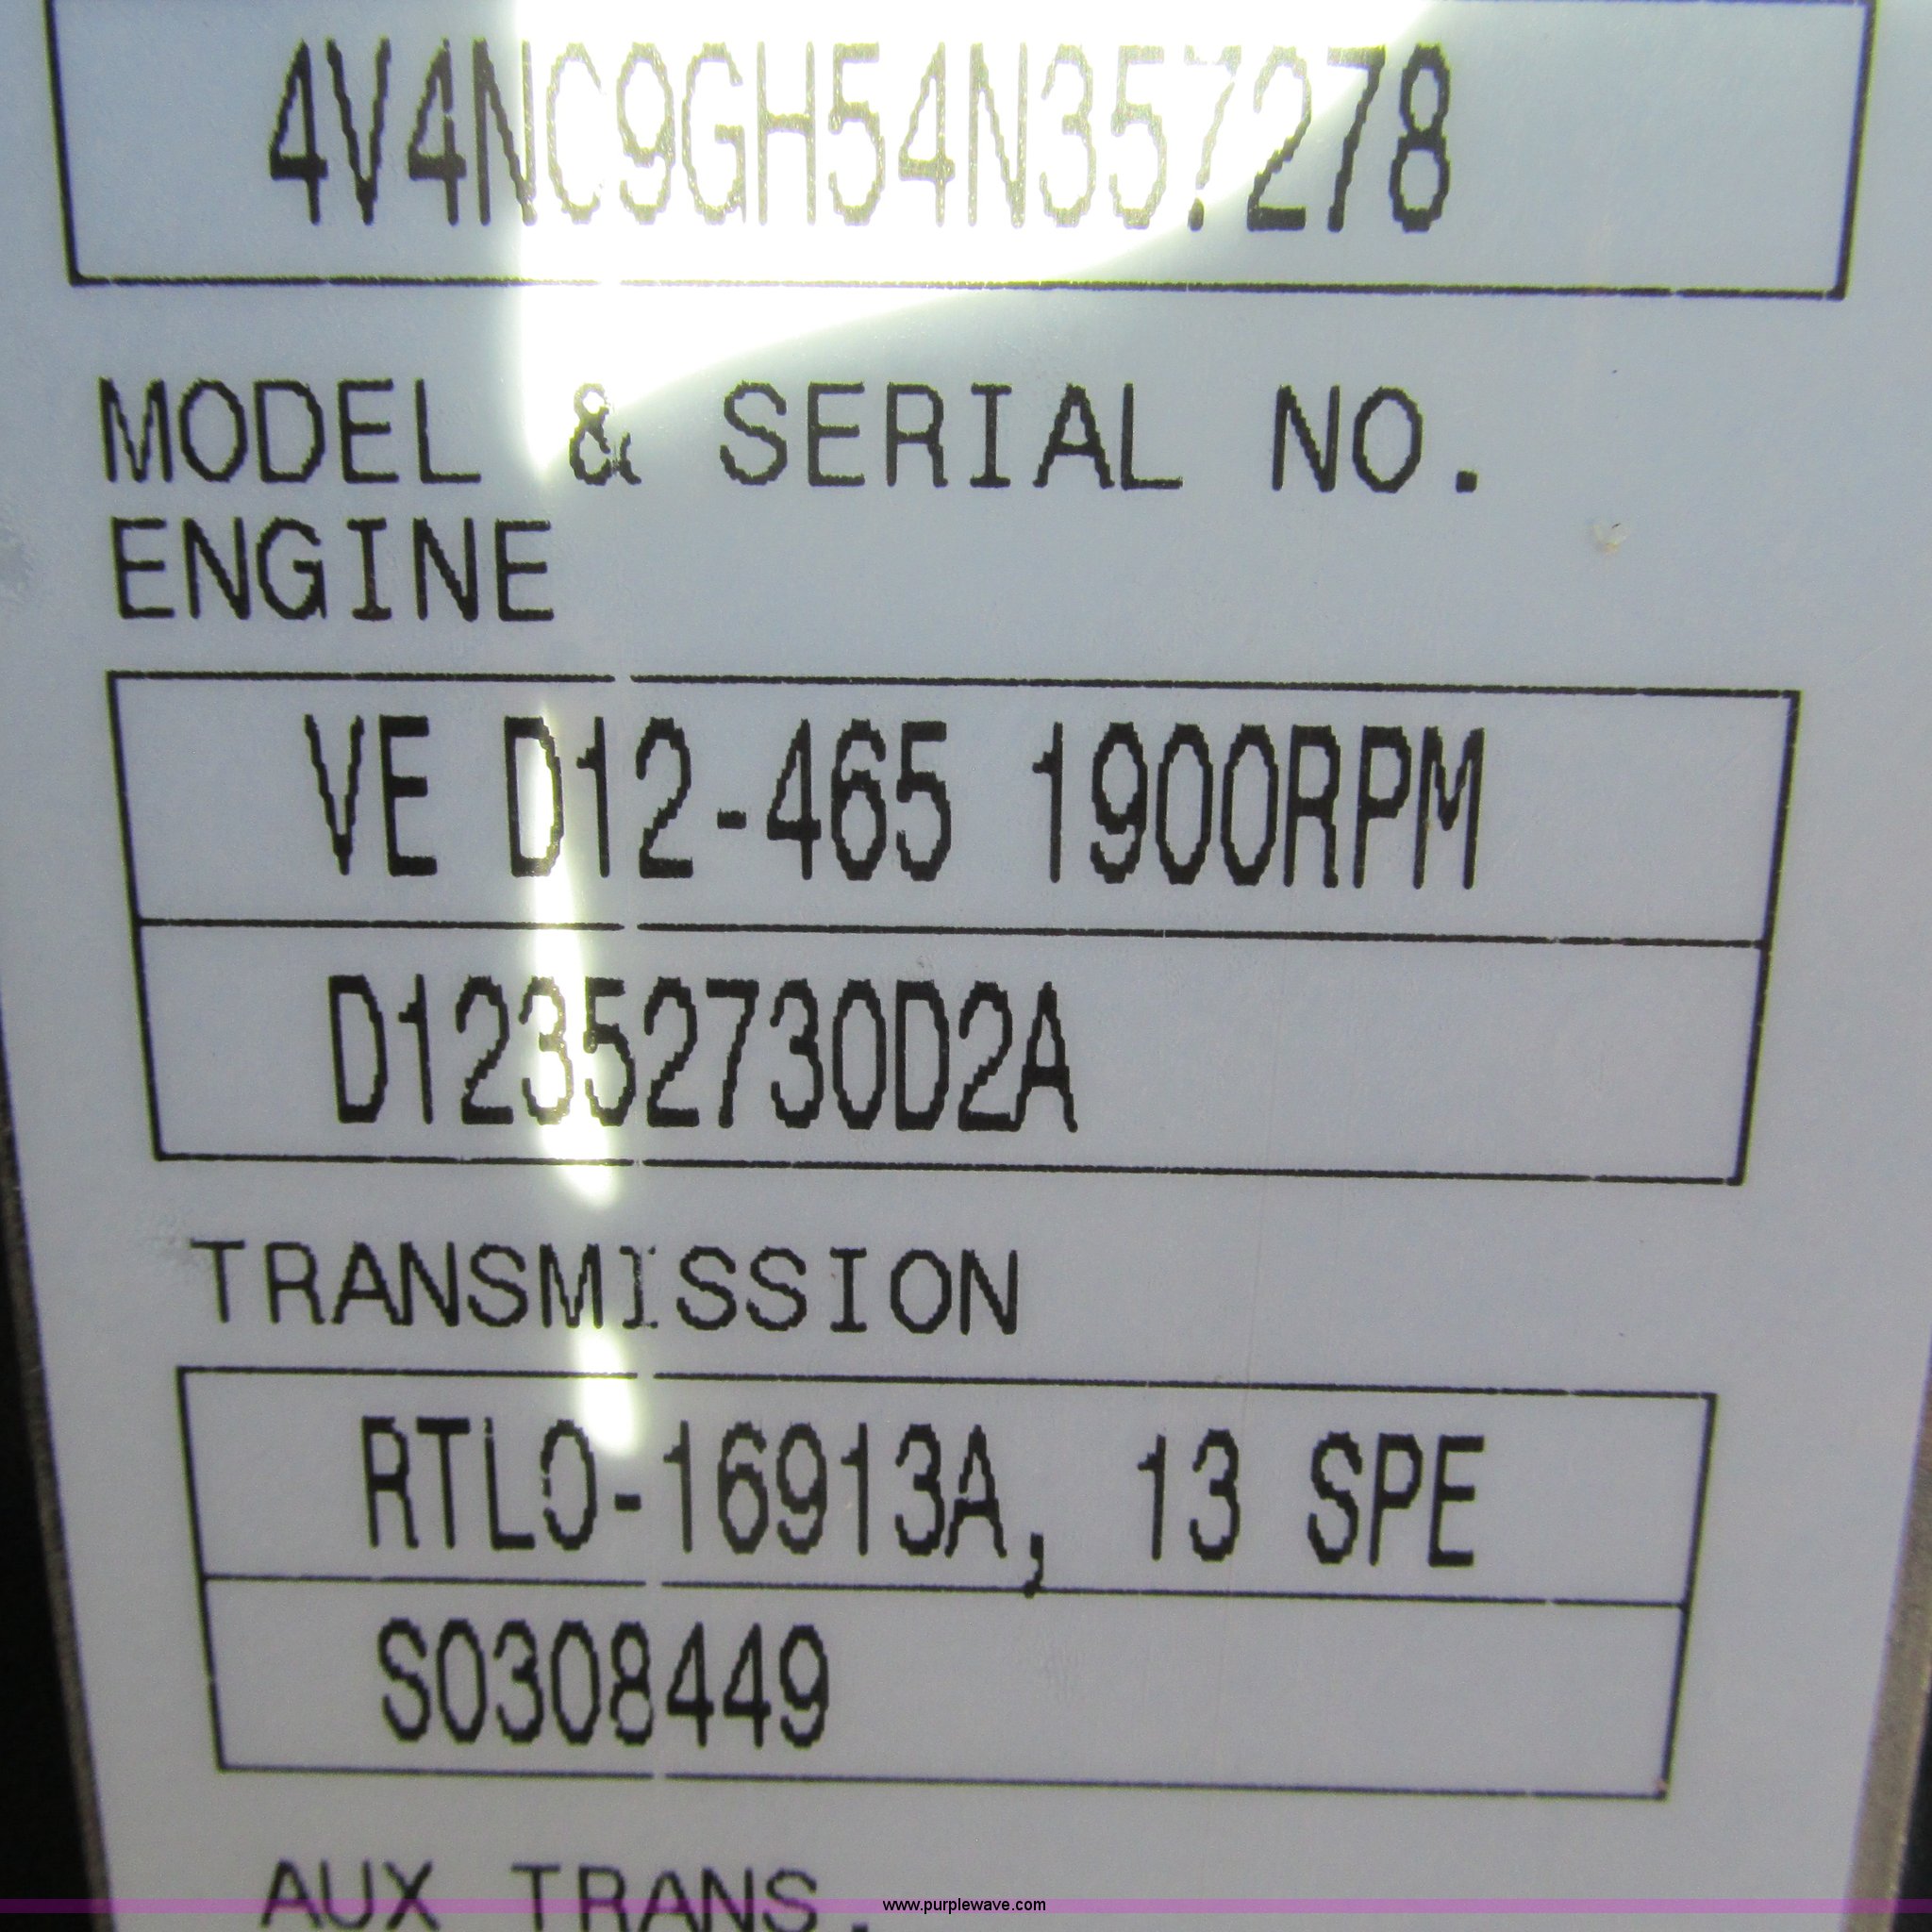 4V4NC9GH54N357278
MODEL & SERIAL NO.
ENGINE
VE D12-465 1900RPM
D12352730D2A
TRANSMISSION
RTLO-16913A, 13 SPE
S0308449
AUX TRANS.
www.purplewave.com